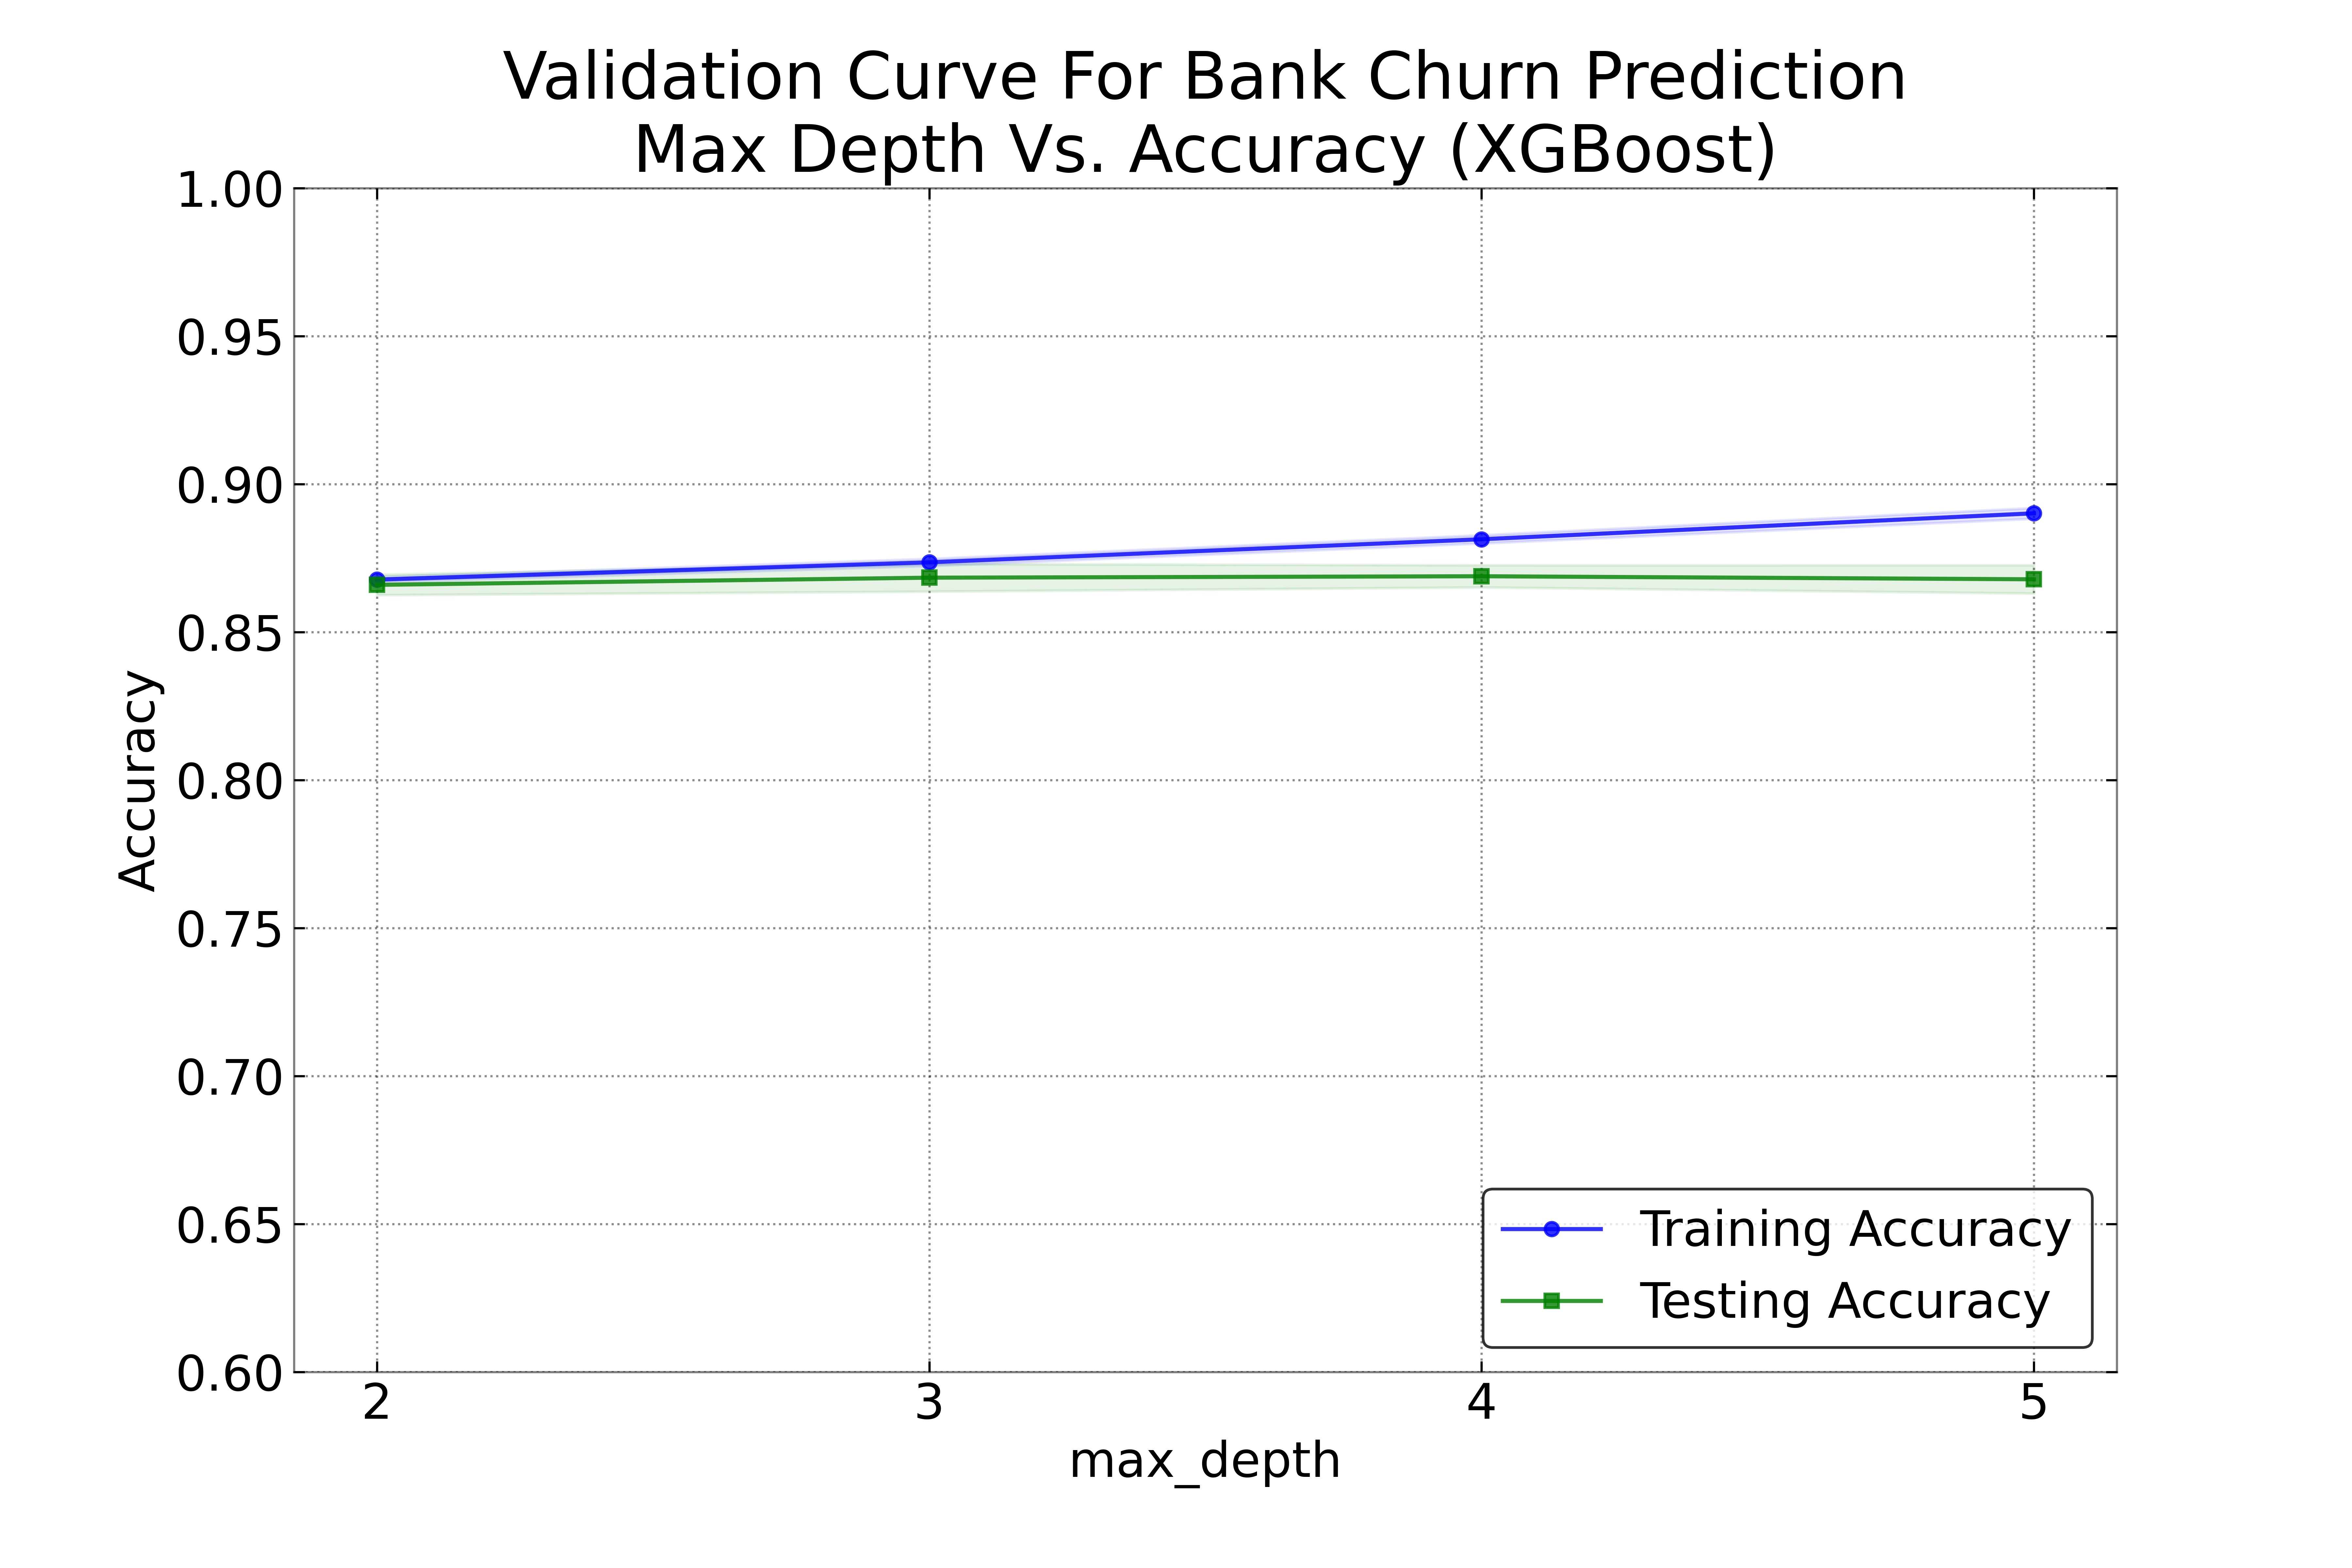 Validation Curve For Bank Churn Prediction
Max Depth Vs. Accuracy (XGBoost)
1.00
0.95
0.90
0.85
0.80
0.75
0.70
0.65
0.60
Accuracy
Training Accuracy
Testing Accuracy
2 3 4 5
max_depth